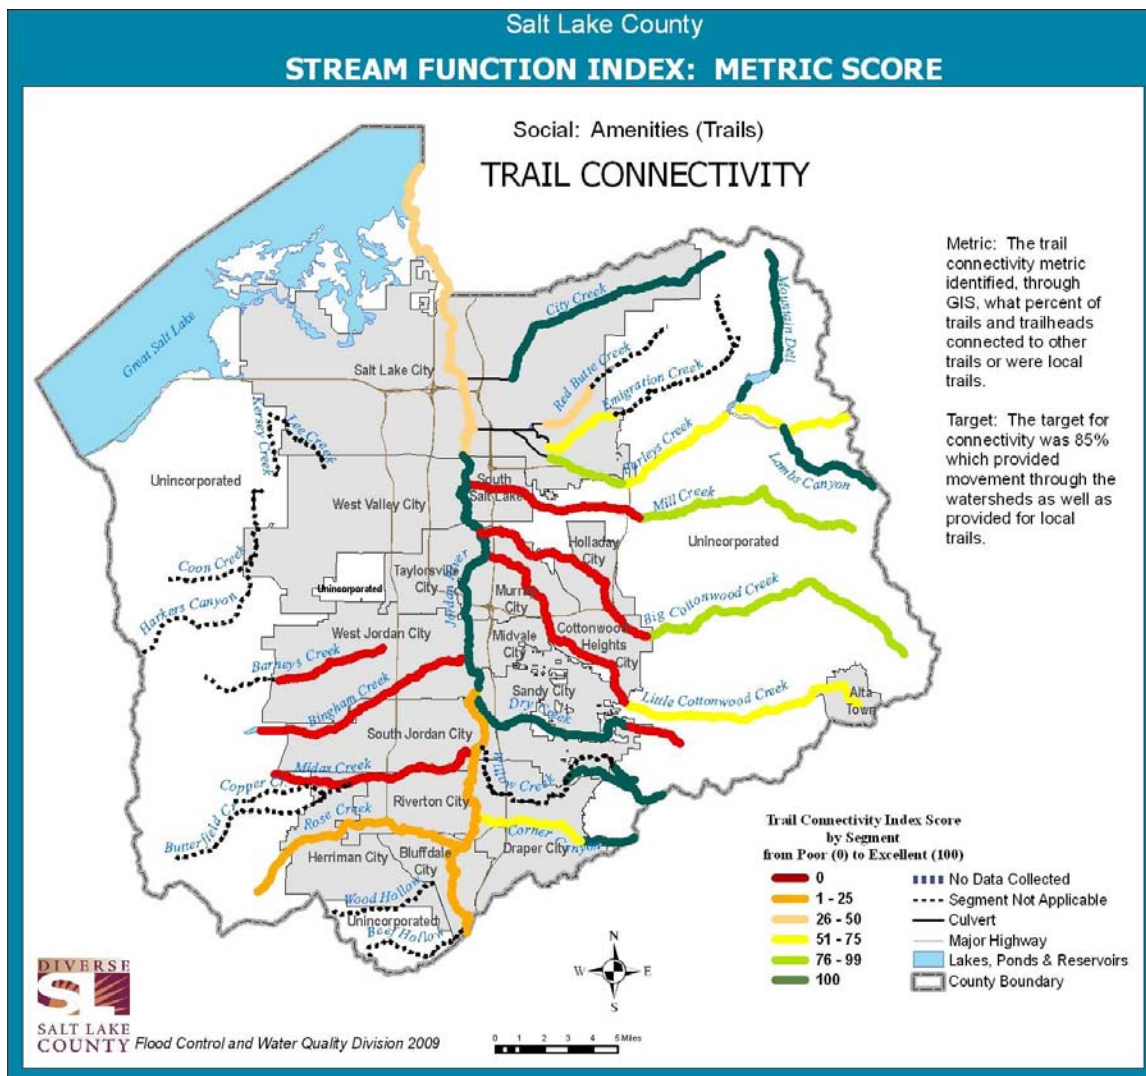 Salt Lake County
STREAM FUNCTION INDEX: METRIC SCORE
Social: Amenities (Trails)
TRAIL CONNECTIVITY
Metric: The trail
connectivity metric
identified, through
GIS, what percent of
trails and trailheads
connected to other
trails or were local
trails.
Target: The target for
connectivity was 85%
which provided
movement through the
watersheds as well as
provided for local
trails.
Great Salt Lake
City Creek
Mountain Dell
Salt Lake City
Red Butte Creek
Emigration Creek
Kersey Creek
Lee Creek
Parleys Creek
Lambs Canyon
Unincorporated
West Valley City
South
Salt Lake
Mill Creek
Unincorporated
Holladay
City
Coon Creek
Harkers Canyon
Unincorporated
Taylorsville
City
Jordan River
Murray
City
Big Cottonwood Creek
West Jordan City
Midvale
City
Cottonwood
Heights
City
Barneys Creek
Bingham Creek
Sandy City
Dry Creek
Little Cottonwood Creek
Alta
Town
South Jordan City
Midas Creek
Willow Creek
Copper Cr
Butterfield Cr
Riverton City
Rose Creek
Corner
Canyon
Draper City
Herriman City
Bluffdale
City
Wood Hollow
Unincorporated
Beef Hollow
Trail Connectivity Index Score
by Segment
from Poor (0) to Excellent (100)
0
1 - 25
26 - 50
51 - 75
76 - 99
100
No Data Collected
Segment Not Applicable
Culvert
Major Highway
Lakes, Ponds & Reservoirs
County Boundary
N
W
E
S
0 1 2 3 4 5 Miles
DIVERSE
SL
SALT LAKE
COUNTY
Flood Control and Water Quality Division 2009